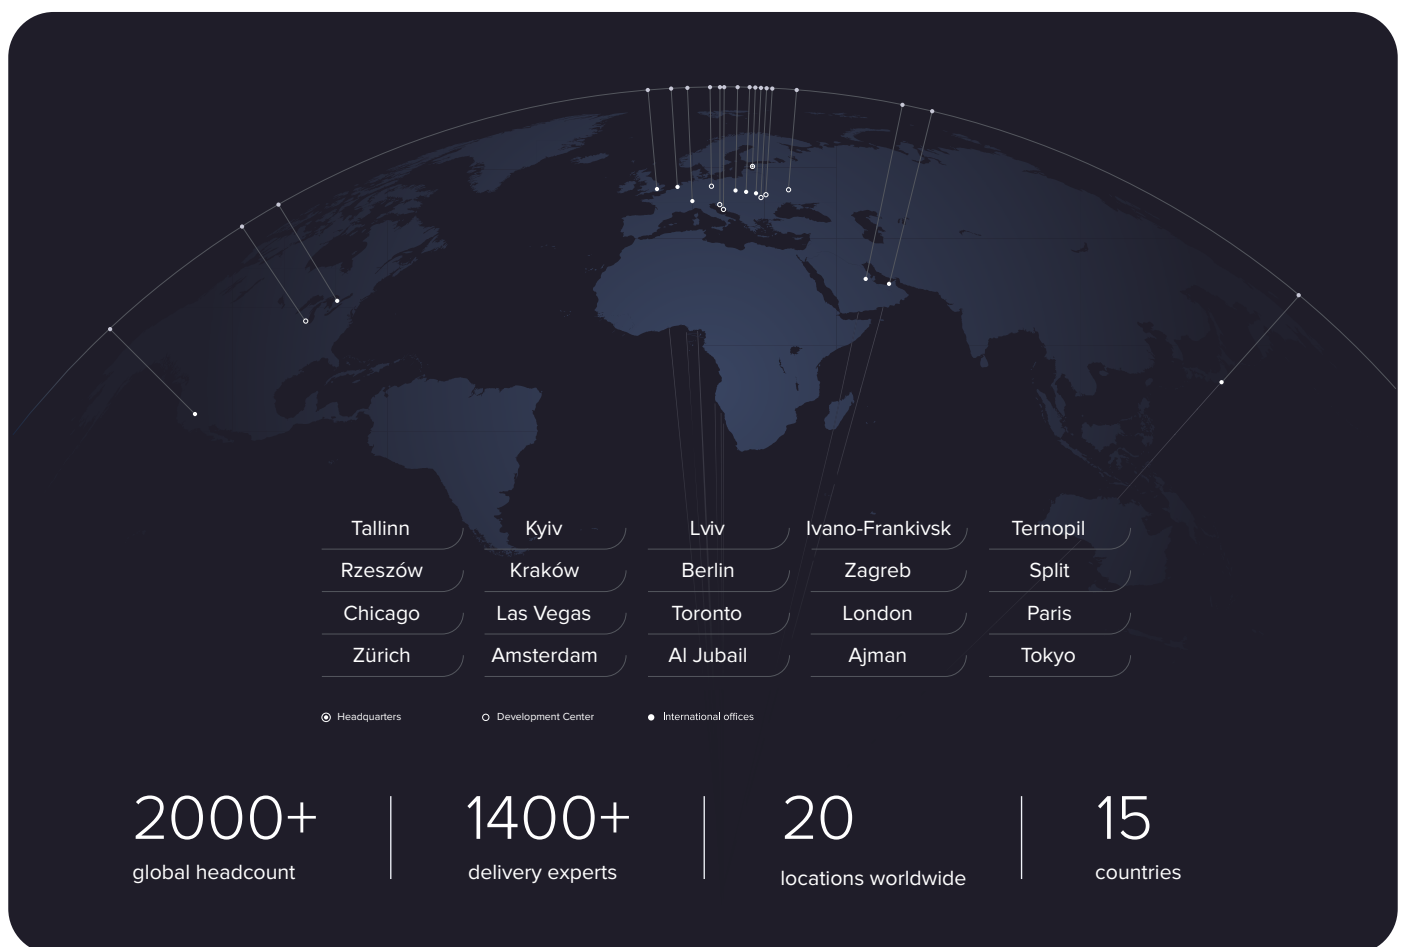 Tallinn Kyiv Lviv Ivano-Frankivsk Ternopil
Rzeszów Kraków Berlin Zagreb Split
Chicago Las Vegas Toronto London Paris
Zürich Amsterdam Al Jubail Ajman Tokyo
Headquarters Development Center International offices
2000+ 1400+ 20 15
global headcount delivery experts locations worldwide countries